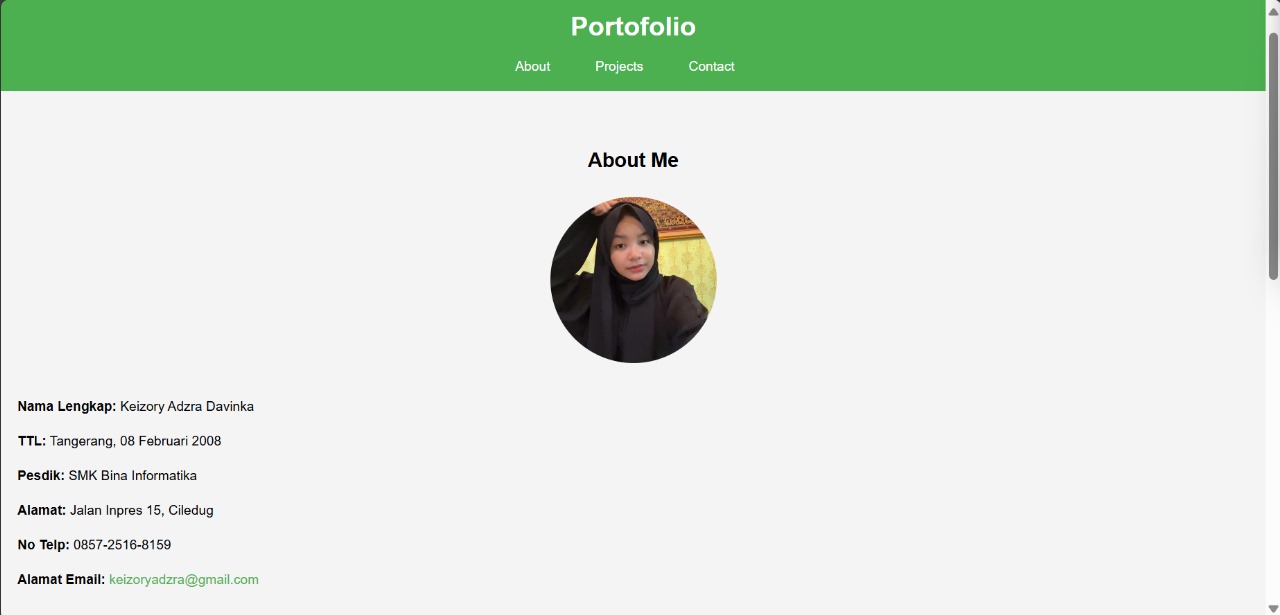 Portofolio
About Projects Contact
About Me
Nama Lengkap: Keizory Adzra Davinka
TTL: Tangerang, 08 Februari 2008
Pesdik: SMK Bina Informatika
Alamat: Jalan Inpres 15, Ciledug
No Telp: 0857-2516-8159
Alamat Email: keizoryadzra@gmail.com